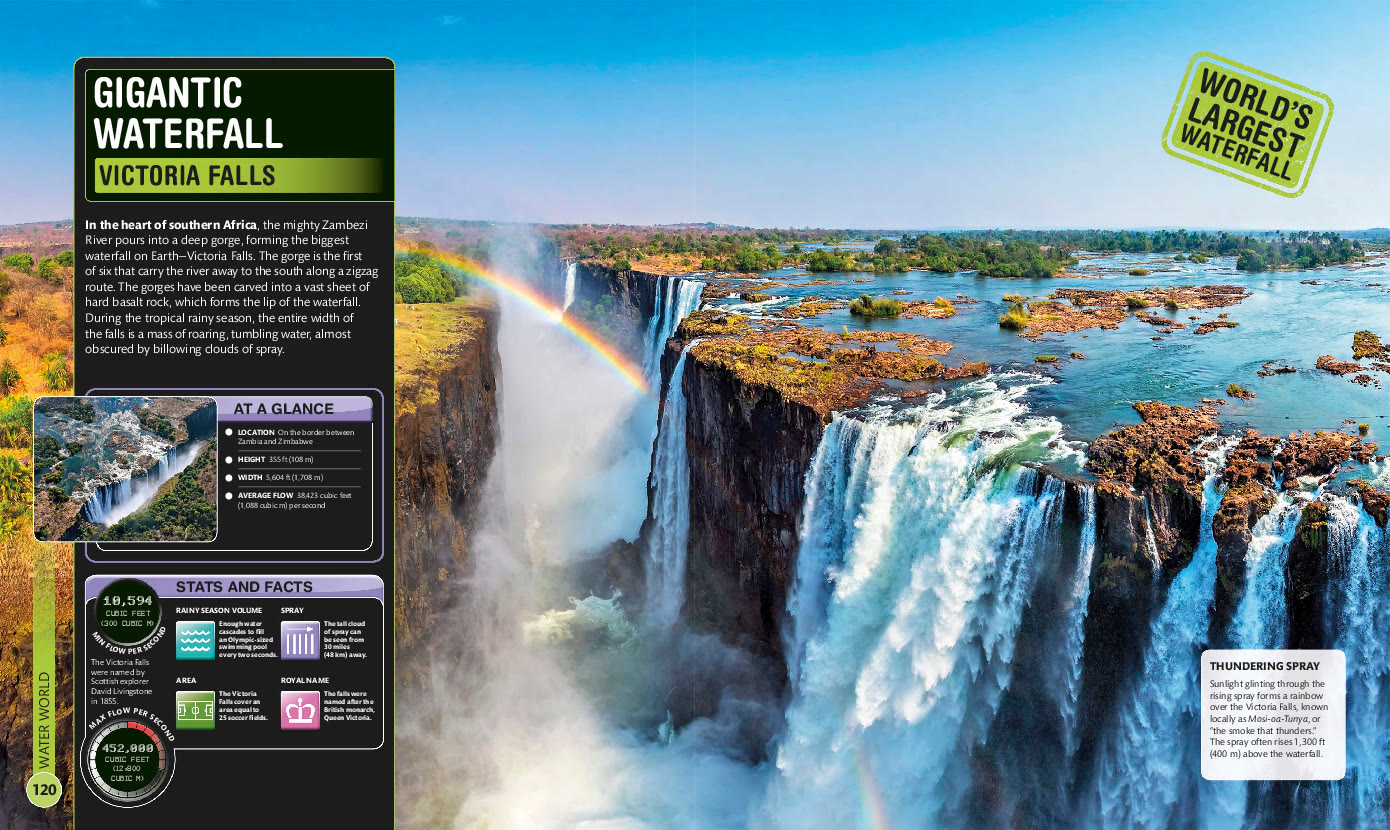 GIGANTIC
WATERFALL
VICTORIA FALLS
In the heart of southern Africa, the mighty Zambezi
River pours into a deep gorge, forming the biggest
waterfall on Earth—Victoria Falls. The gorge is the first
of six that carry the river away to the south along a zigzag
route. The gorges have been carved into a vast sheet of
hard basalt rock, which forms the lip of the waterfall.
During the tropical rainy season, the entire width of
the falls is a mass of roaring, tumbling water, almost
obscured by billowing clouds of spray.
AT A GLANCE
LOCATION On the border between
Zambia and Zimbabwe
HEIGHT 355 ft (108 m)
WIDTH 5,604 ft (1,708 m)
AVERAGE FLOW 38,423 cubic feet
(1,088 cubic m) per second
STATS AND FACTS
10,594
CUBIC FEET
(300 CUBIC M)
MIN FLOW PER SECOND
The Victoria Falls
were named by
Scottish explorer
David Livingstone
in 1855.
MAX FLOW PER SECOND
452,000
CUBIC FEET
(12,800
CUBIC M)
RAINY SEASON VOLUME
Enough water
cascades to fill
an Olympic-sized
swimming pool
every two seconds.
SPRAY
The tall cloud
of spray can
be seen from
30 miles
(48 km) away.
AREA
The Victoria
Falls cover an
area equal to
25 soccer fields.
ROYAL NAME
The falls were
named after the
British monarch,
Queen Victoria.
WATER WORLD
120
WORLD'S
LARGEST
WATERFALL
THUNDERING SPRAY
Sunlight glinting through the
rising spray forms a rainbow
over the Victoria Falls, known
locally as Mosi-oa-Tunya, or
"the smoke that thunders."
The spray often rises 1,300 ft
(400 m) above the waterfall.